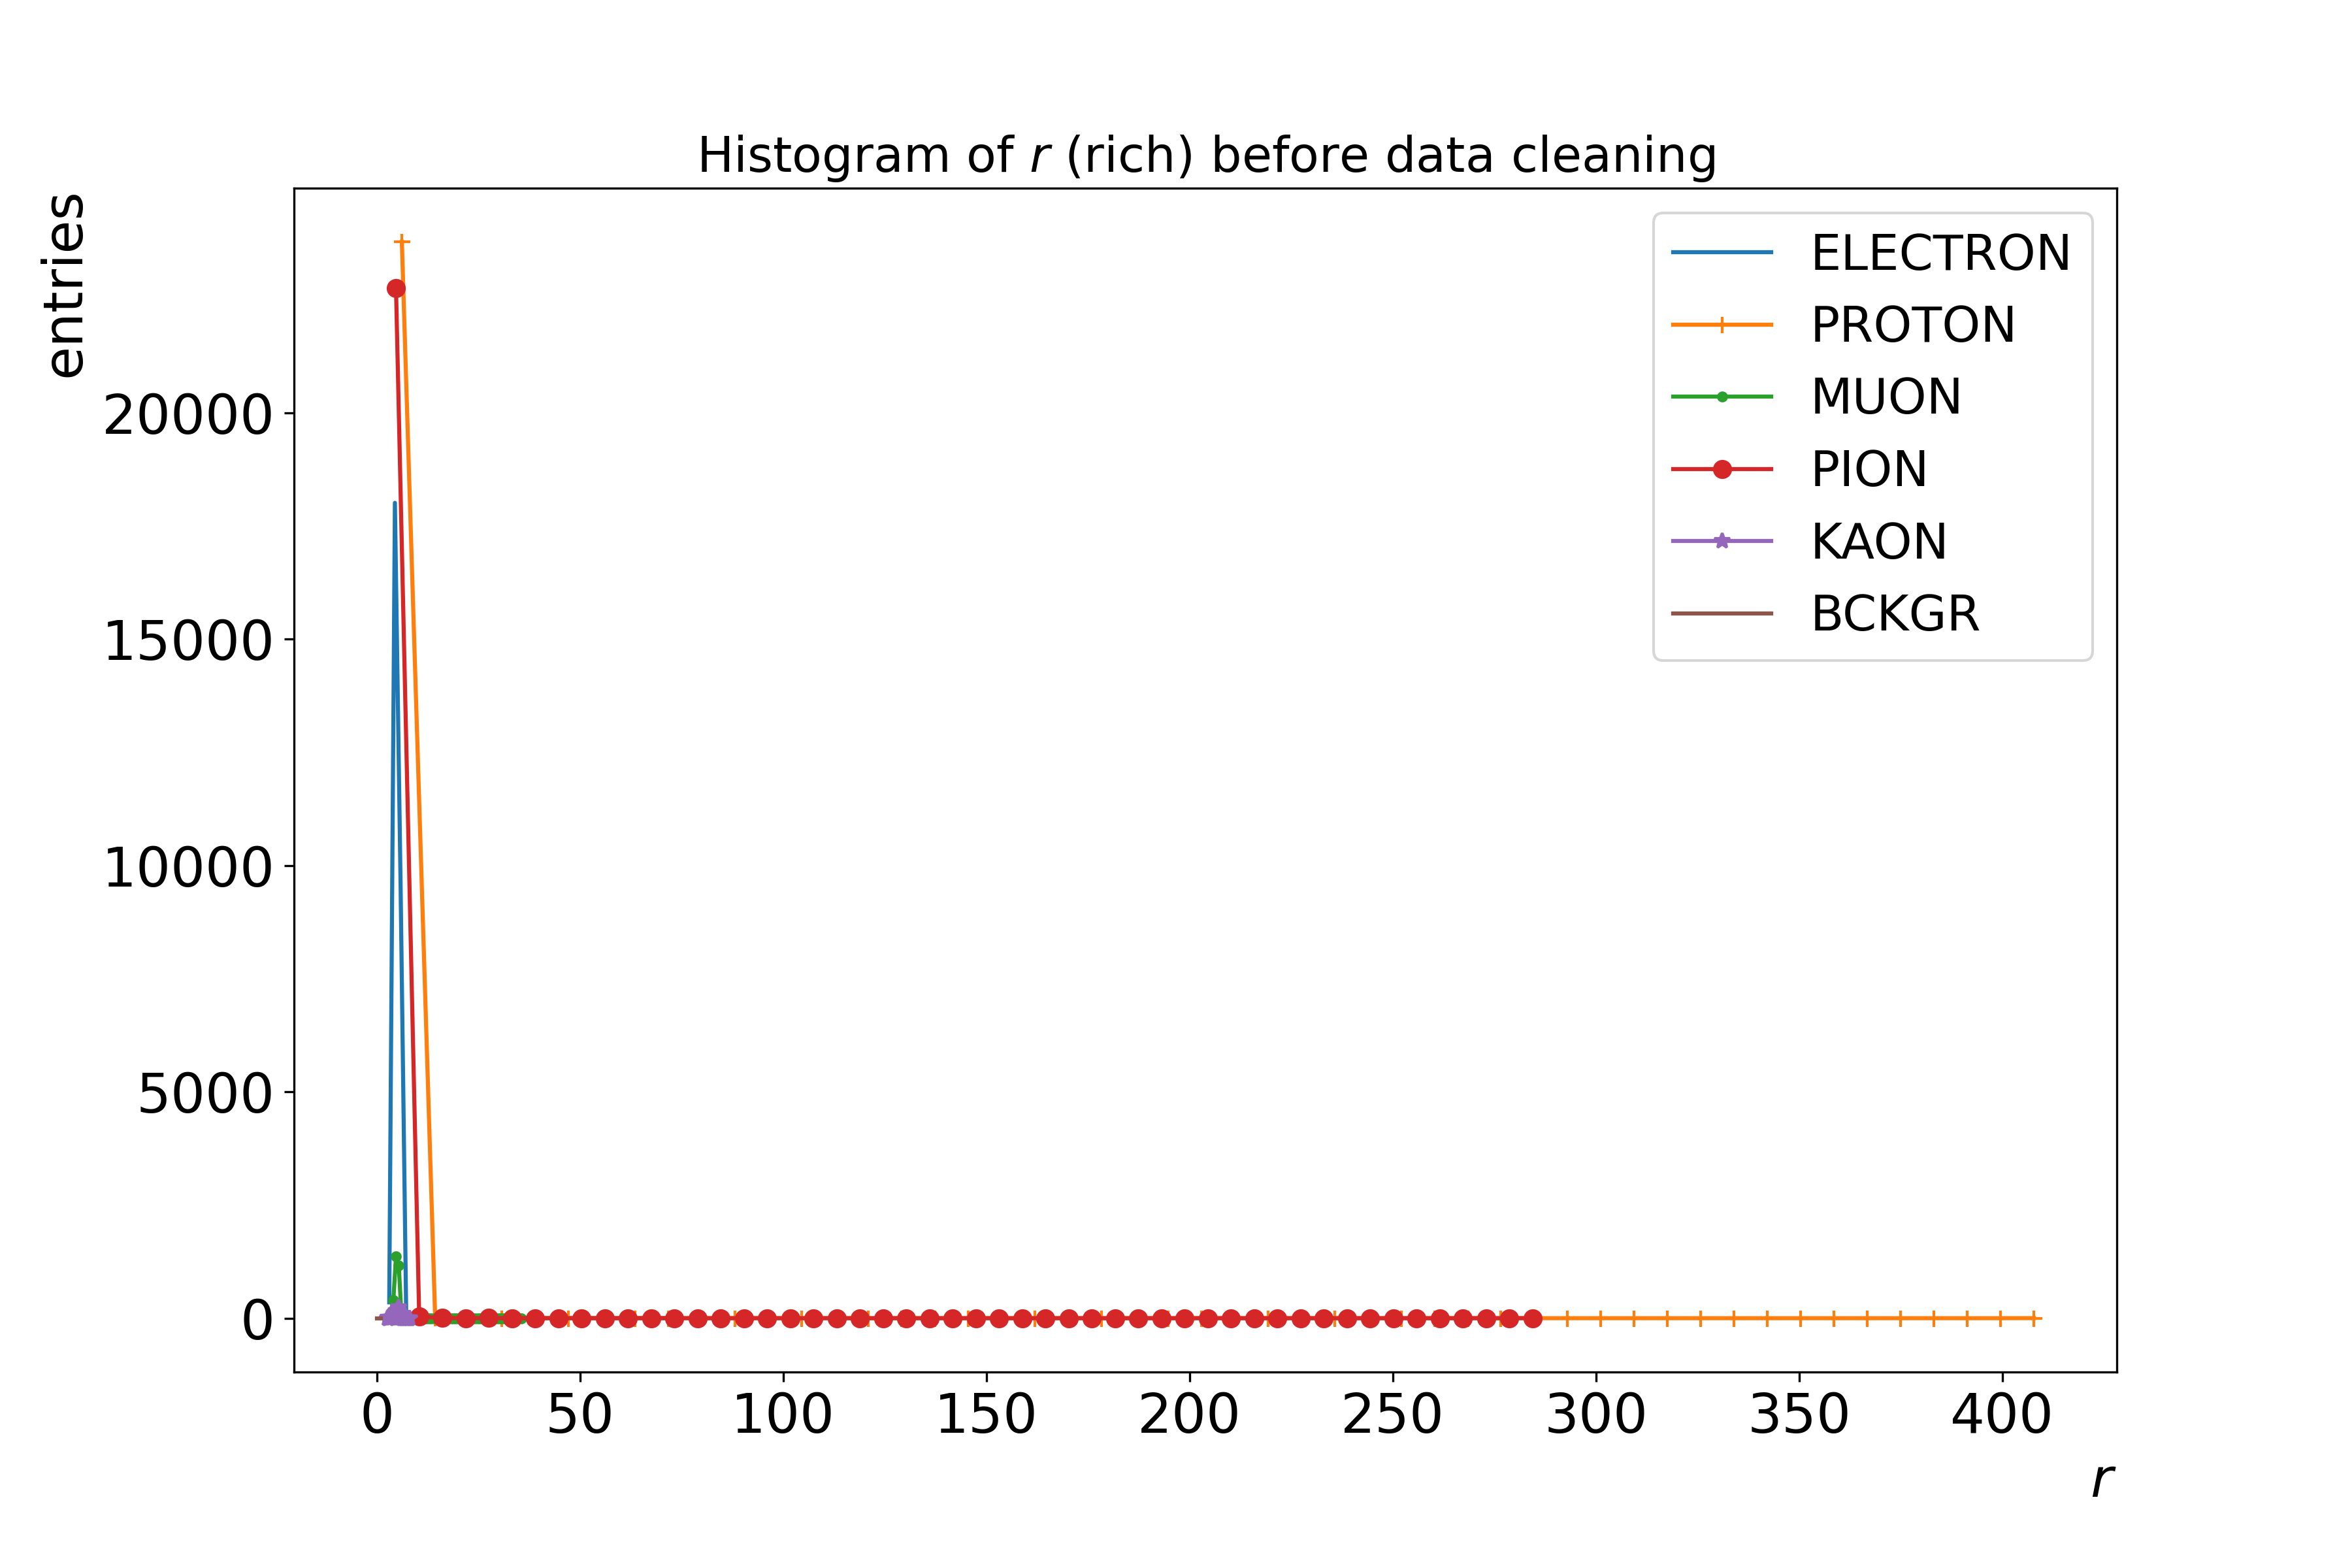 Histogram of r (rich) before data cleaning
entries
ELECTRON
PROTON
MUON
PION
KAON
BCKGR
20000
15000
10000
5000
0
0 50 100 150 200 250 300 350 400
r